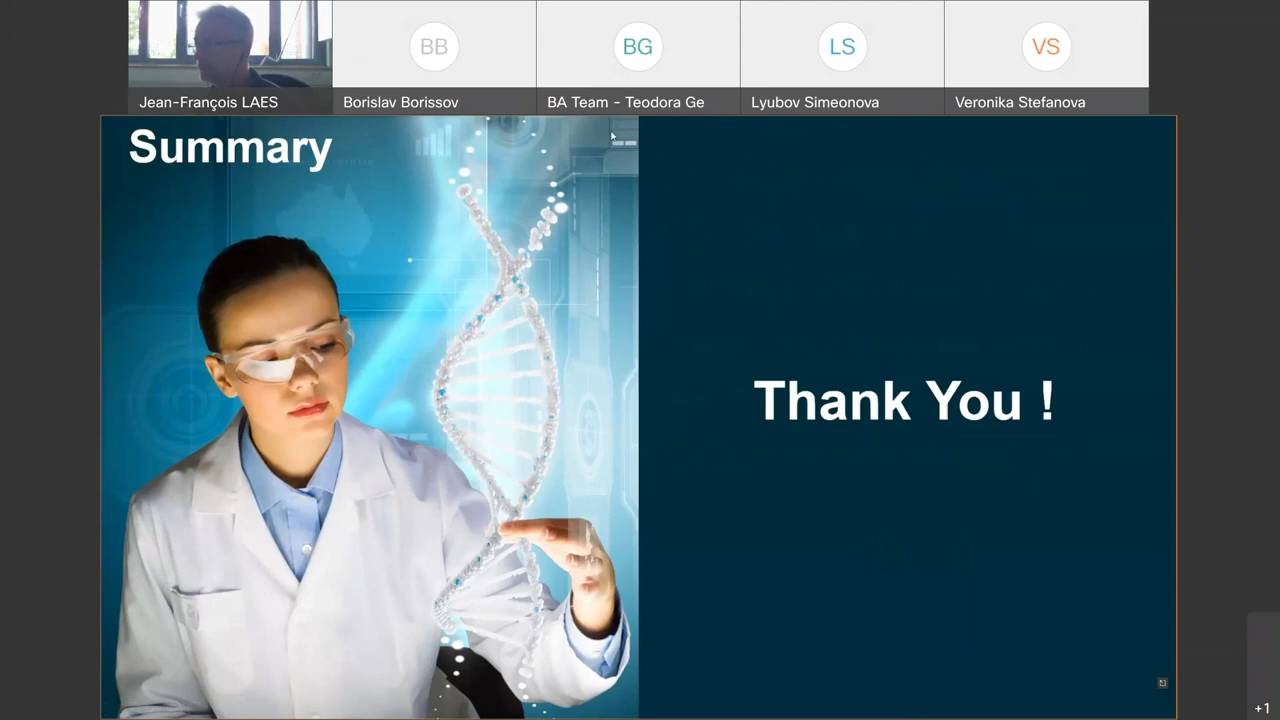 BB
BG
LS
VS
Jean-François LAES
Borislav Borissov
BA Team - Teodora Ge
Lyubov Simeonova
Veronika Stefanova
Summary
Thank You !
+1